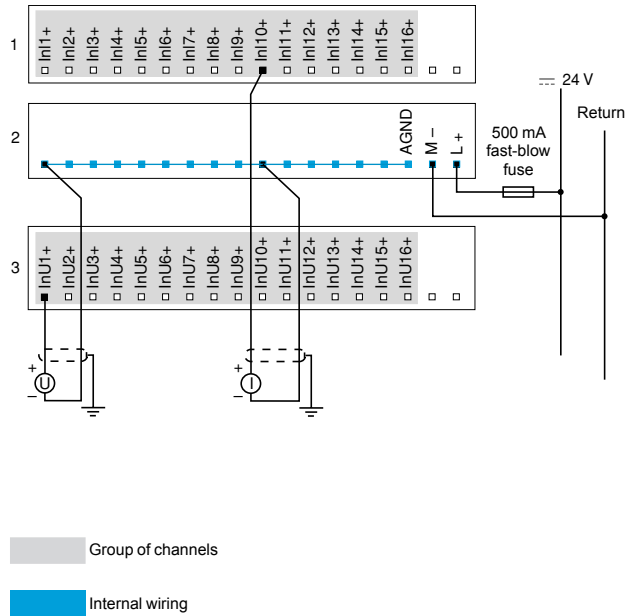 1
InI1+
InI2+
InI3+
InI4+
InI5+
InI6+
InI7+
InI8+
InI9+
InI10+
InI11+
InI12+
InI13+
InI14+
InI15+
InI16+
24 V
Return
2
AGND
M −
L +
500 mA
fast-blow
fuse
3
InU1+
InU2+
InU3+
InU4+
InU5+
InU6+
InU7+
InU8+
InU9+
InU10+
InU11+
InU12+
InU13+
InU14+
InU15+
InU16+
+
U
−
+
I
−
Group of channels
Internal wiring